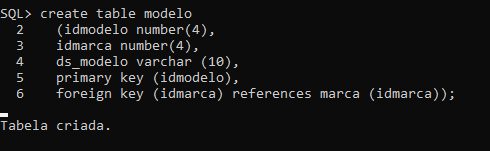 SQL> create table modelo
2 (idmodelo number(4),
3 idmarca number(4),
4 ds_modelo varchar (10),
5 primary key (idmodelo),
6 foreign key (idmarca) references marca (idmarca));
Tabela criada.